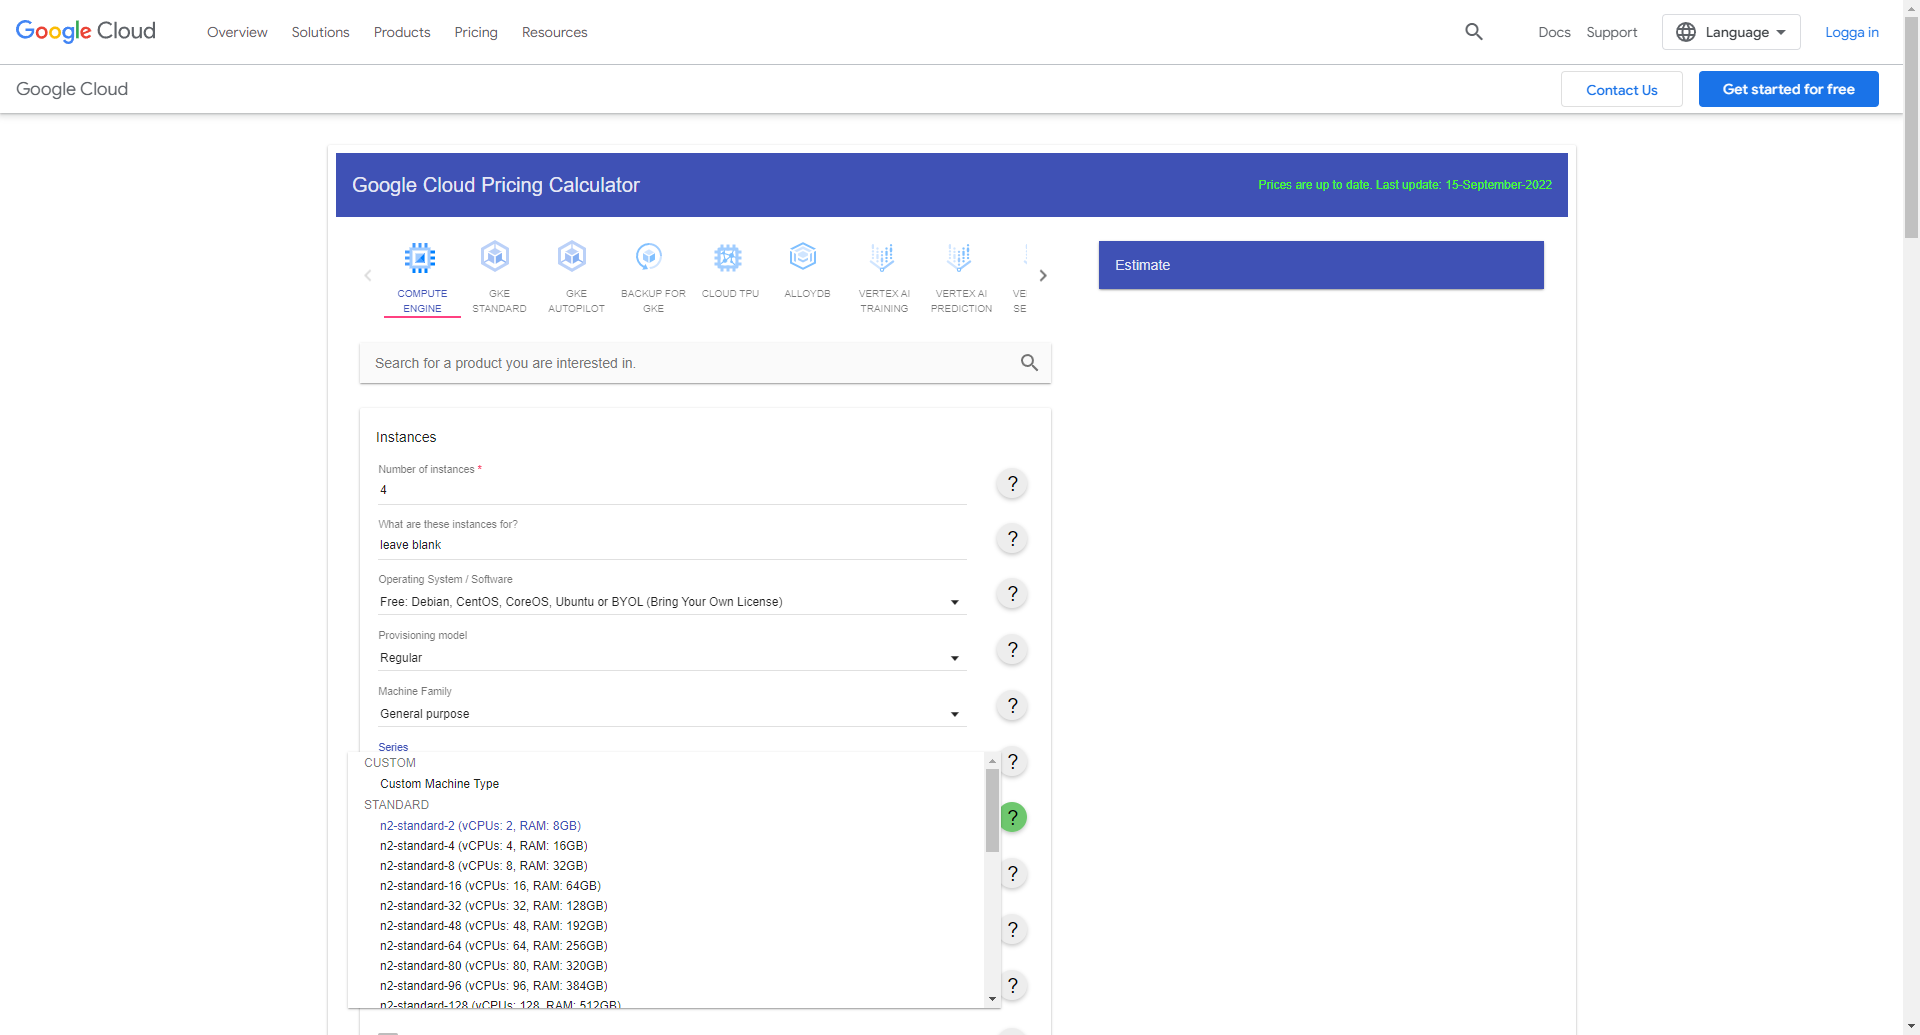 Google Cloud
Overview
Solutions
Products
Pricing
Resources
Docs
Support
Language
Logga in
Google Cloud
Contact Us
Get started for free
Google Cloud Pricing Calculator
Prices are up to date. Last update: 15-September-2022
COMPUTE
ENGINE
GKE
STANDARD
GKE
AUTOPILOT
BACKUP FOR
GKE
CLOUD TPU
ALLOYDB
VERTEX AI
TRAINING
VERTEX AI
PREDICTION
VE
SE
Estimate
Search for a product you are interested in.
Instances
Number of instances *
4
?
What are these instances for?
leave blank
?
Operating System / Software
Free: Debian, CentOS, CoreOS, Ubuntu or BYOL (Bring Your Own License)
?
Provisioning model
Regular
?
Machine Family
General purpose
?
Series
?
CUSTOM
Custom Machine Type
STANDARD
?
n2-standard-2 (vCPUs: 2, RAM: 8GB)
n2-standard-4 (vCPUs: 4, RAM: 16GB)
n2-standard-8 (vCPUs: 8, RAM: 32GB)
?
n2-standard-16 (vCPUs: 16, RAM: 64GB)
n2-standard-32 (vCPUs: 32, RAM: 128GB)
n2-standard-48 (vCPUs: 48, RAM: 192GB)
?
n2-standard-64 (vCPUs: 64, RAM: 256GB)
n2-standard-80 (vCPUs: 80, RAM: 320GB)
n2-standard-96 (vCPUs: 96, RAM: 384GB)
?
n2-standard-128 (vCPUs: 128, RAM: 512GB)